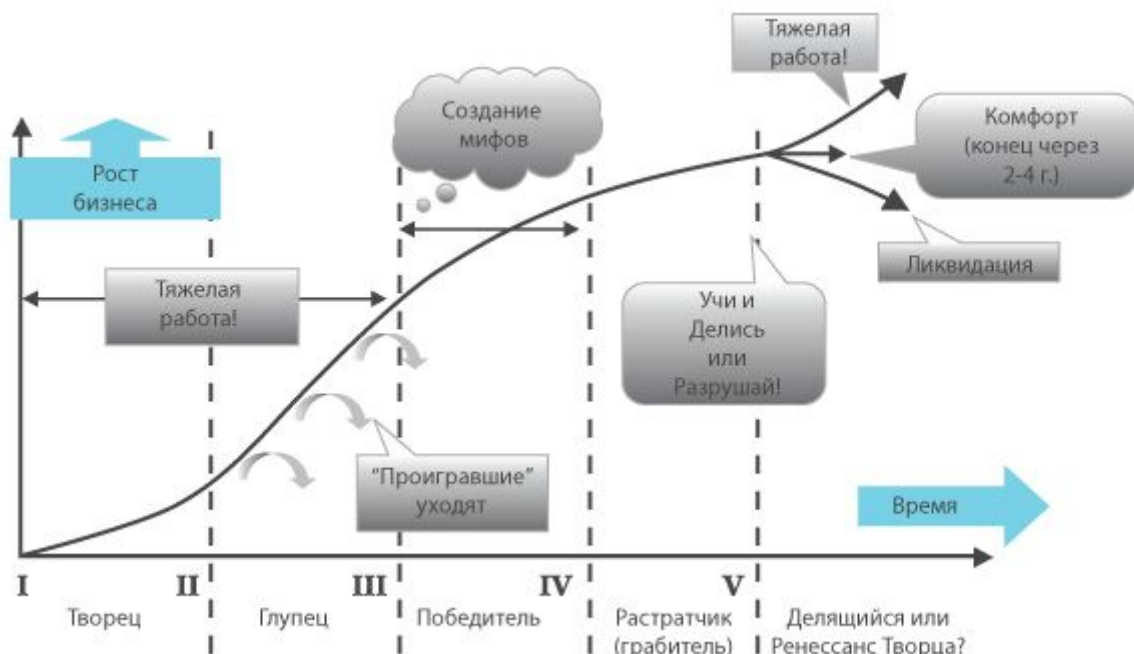 Тяжелая
работа!
Создание
мифов
Комфорт
(конец через
2-4 г.)
Рост
бизнеса
Ликвидация
Тяжелая
работа!
Учи и
Делись
или
Разрушай!
"Проигравшие"
уходят
Время
I II III IV V
Творец Глупец Победитель Растратчик Делящийся или
(грабитель) Ренессанс Творца?